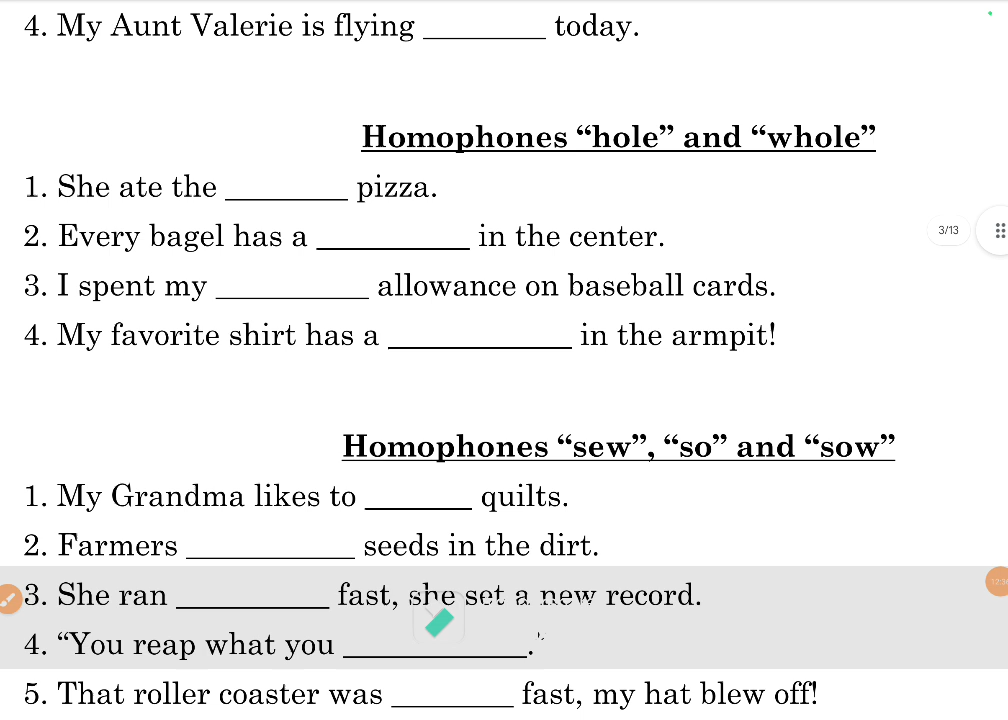 4. My Aunt Valerie is flying ________ today.
Homophones “hole” and “whole”
1. She ate the ________ pizza.
2. Every bagel has a __________ in the center.
3/13
3. I spent my __________ allowance on baseball cards.
4. My favorite shirt has a ____________ in the armpit!
Homophones “sew”, “so” and “sow”
1. My Grandma likes to _______ quilts.
2. Farmers ___________ seeds in the dirt.
3. She ran __________ fast, she set a new record.
4. “You reap what you ____________.”
5. That roller coaster was ________ fast, my hat blew off!